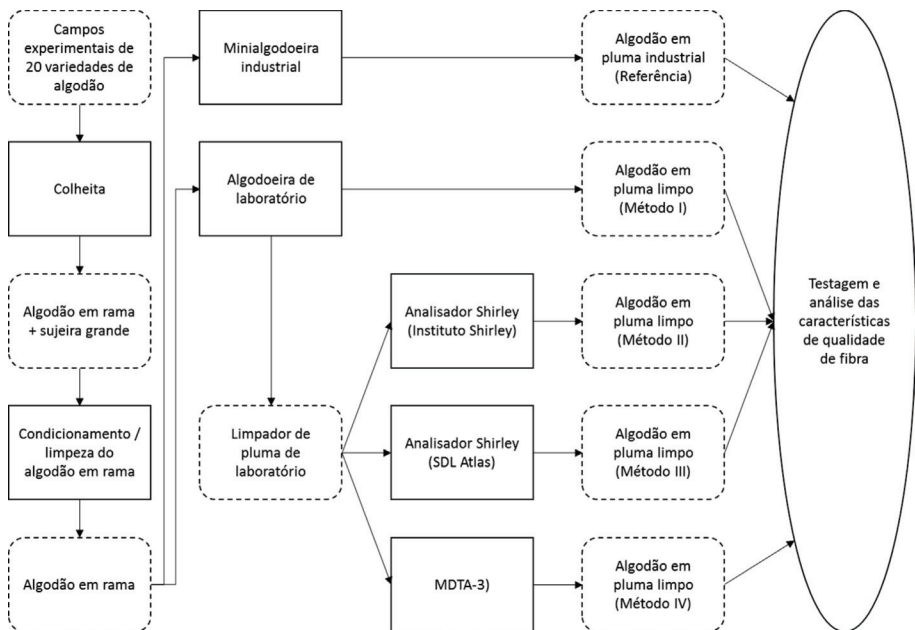 Campos
experimentais de
20 variedades de
algodão
Colheita
Algodão em rama
+ sujeira grande
Condicionamento /
limpeza do
algodão em rama
Algodão em rama
Minialgodoeira
industrial
Algodoeira de
laboratório
Limpador de
pluma de
laboratório
Analisador Shirley
(Instituto Shirley)
Analisador Shirley
(SDL Atlas)
MDTA-3)
Algodão em
pluma industrial
(Referência)
Algodão em
pluma limpo
(Método I)
Algodão em
pluma limpo
(Método II)
Algodão em
pluma limpo
(Método III)
Algodão em
pluma limpo
(Método IV)
Testagem e
análise das
características
de qualidade
de fibra